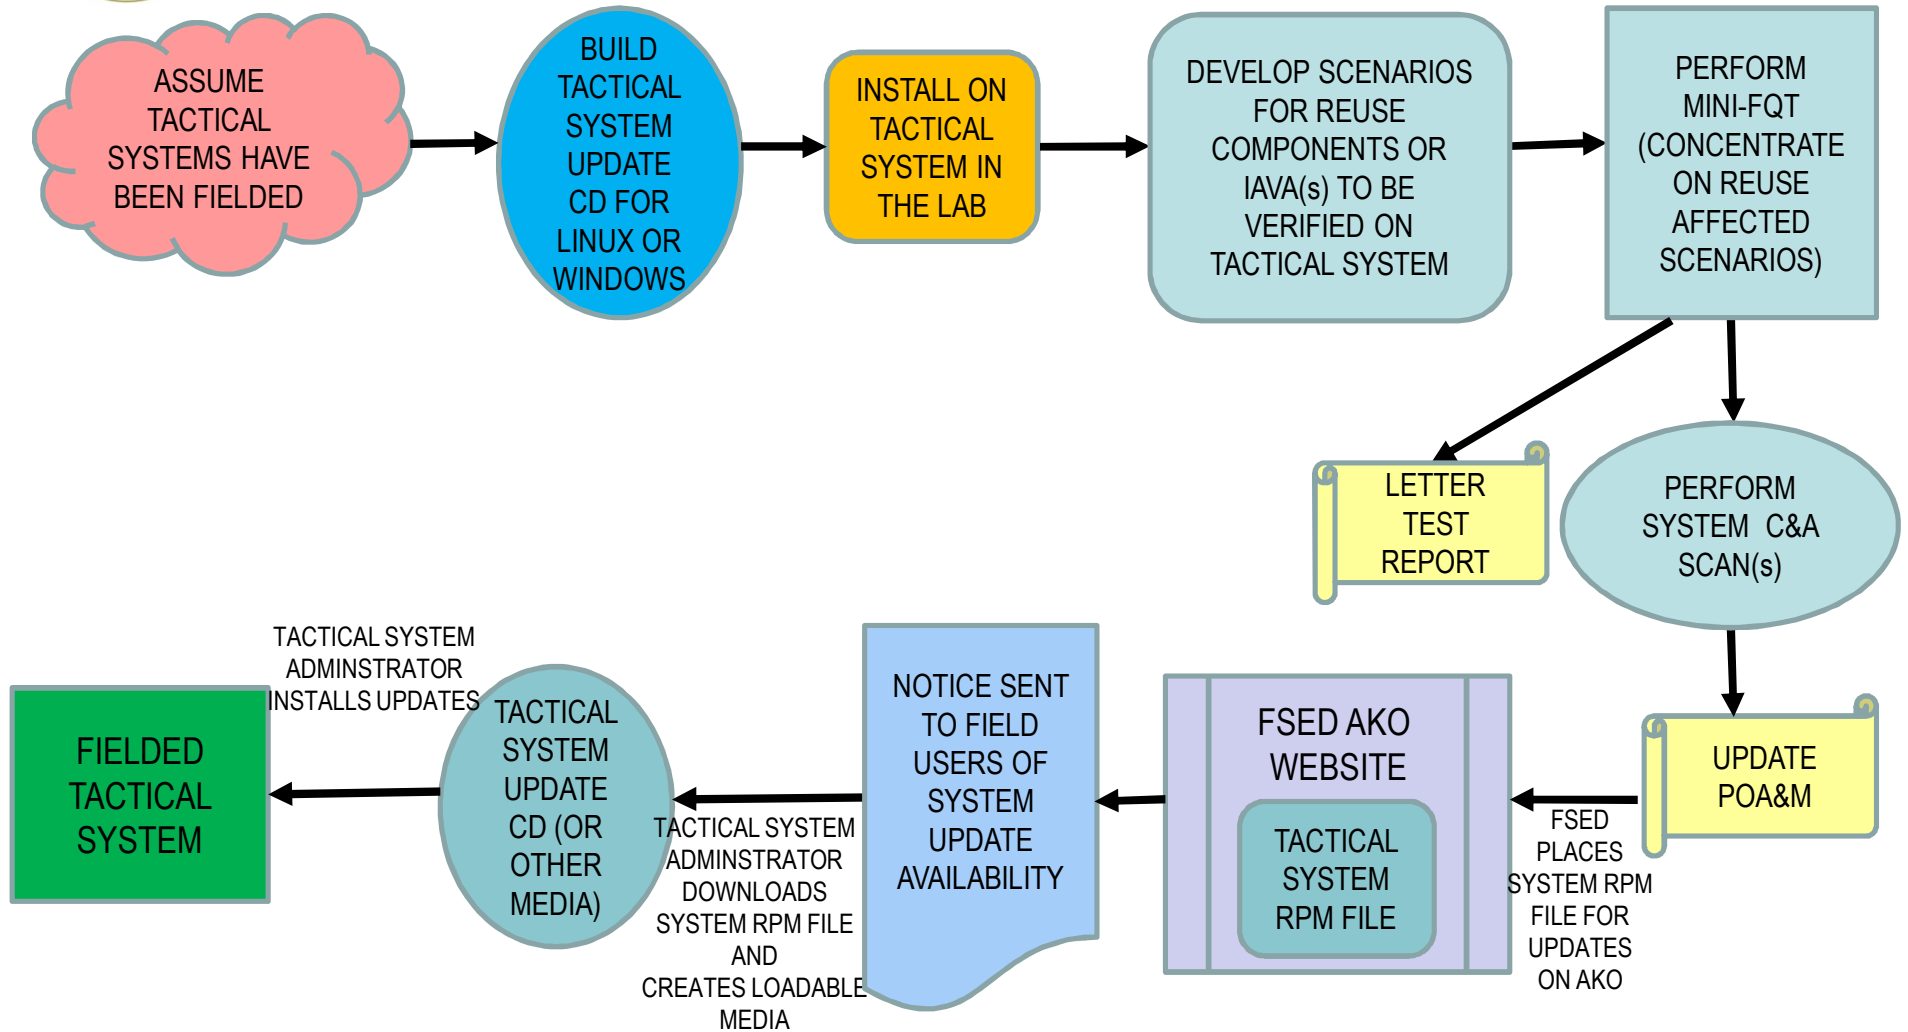 ASSUME
TACTICAL
SYSTEMS HAVE
BEEN FIELDED
BUILD
TACTICAL
SYSTEM
UPDATE
CD FOR
LINUX OR
WINDOWS
INSTALL ON
TACTICAL
SYSTEM IN
THE LAB
DEVELOP SCENARIOS
FOR REUSE
COMPONENTS OR
IAVA(s) TO BE
VERIFIED ON
TACTICAL SYSTEM
PERFORM
MINI-FQT
(CONCENTRATE
ON REUSE
AFFECTED
SCENARIOS)
LETTER
TEST
REPORT
PERFORM
SYSTEM C&A
SCAN(s)
UPDATE
POA&M
FSED
PLACES
SYSTEM RPM
FILE FOR
UPDATES
ON AKO
FSED AKO
WEBSITE
TACTICAL
SYSTEM
RPM FILE
NOTICE SENT
TO FIELD
USERS OF
SYSTEM
UPDATE
AVAILABILITY
TACTICAL SYSTEM
ADMINSTRATOR
DOWNLOADS
SYSTEM RPM FILE
AND
CREATES LOADABLE
MEDIA
TACTICAL
SYSTEM
UPDATE
CD (OR
OTHER
MEDIA)
TACTICAL SYSTEM
ADMINSTRATOR
INSTALLS UPDATES
FIELDED
TACTICAL
SYSTEM